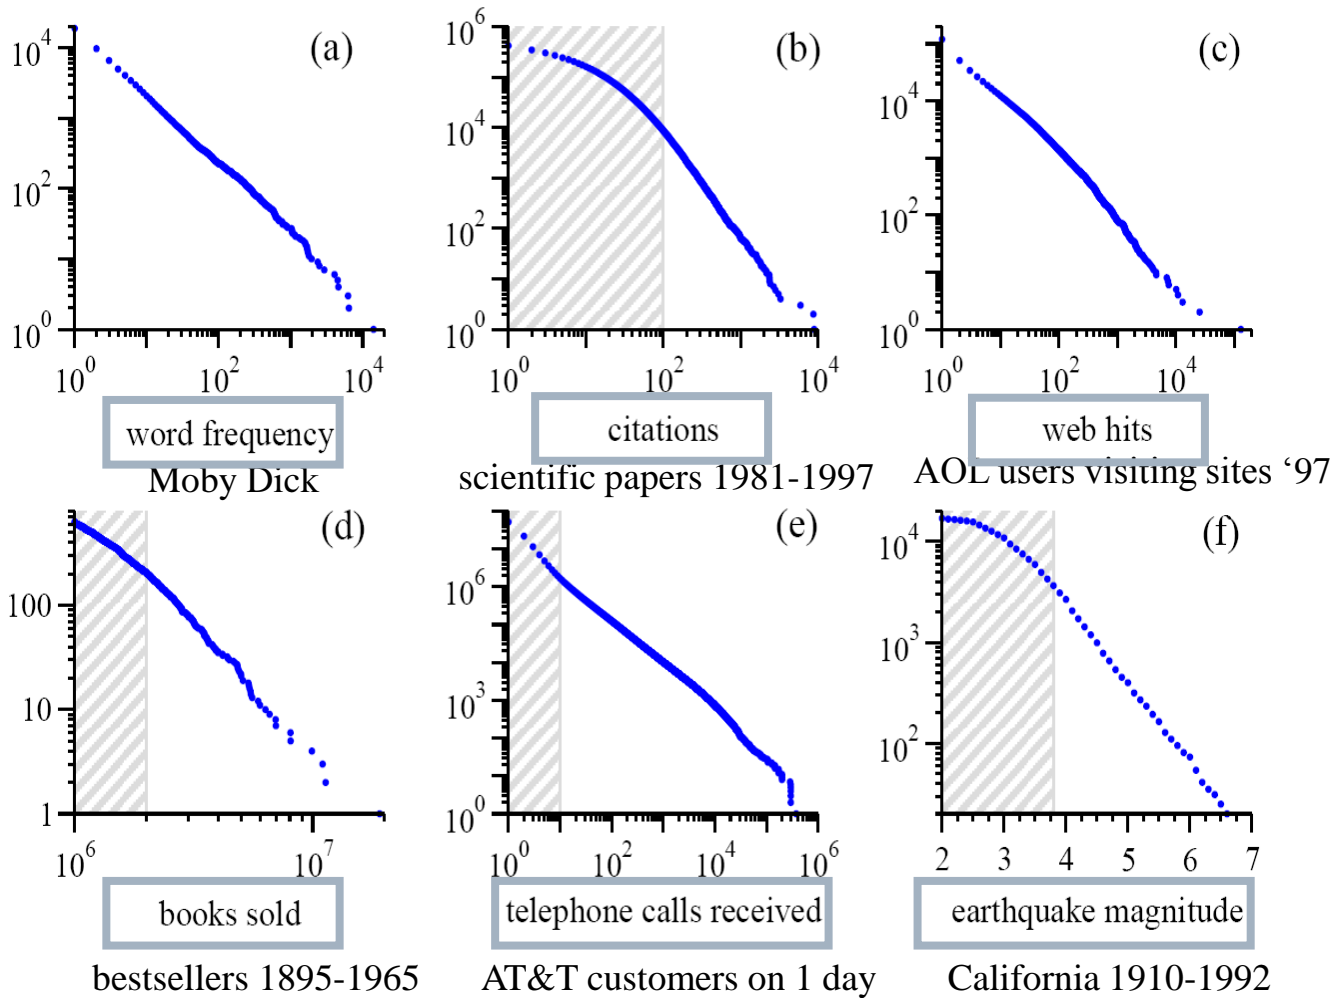 (a)
10^4
10^2
10^0
10^0 10^2 10^4
word frequency
Moby Dick
(b)
10^6
10^4
10^2
10^0
10^0 10^2 10^4
citations
scientific papers 1981-1997
(c)
10^4
10^2
10^0
10^0 10^2 10^4
web hits
AOL users visiting sites ‘97
(d)
100
10
1
10^6 10^7
books sold
bestsellers 1895-1965
(e)
10^6
10^3
10^0
10^0 10^2 10^4 10^6
telephone calls received
AT&T customers on 1 day
(f)
10^4
10^3
10^2
2 3 4 5 6 7
earthquake magnitude
California 1910-1992